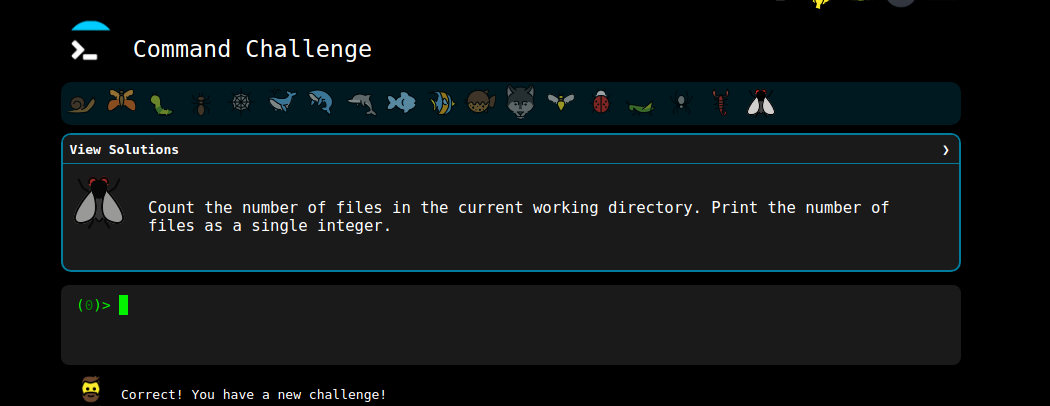 Command Challenge
View Solutions ❯
Count the number of files in the current working directory. Print the number of
files as a single integer.
(0)>
Correct! You have a new challenge!